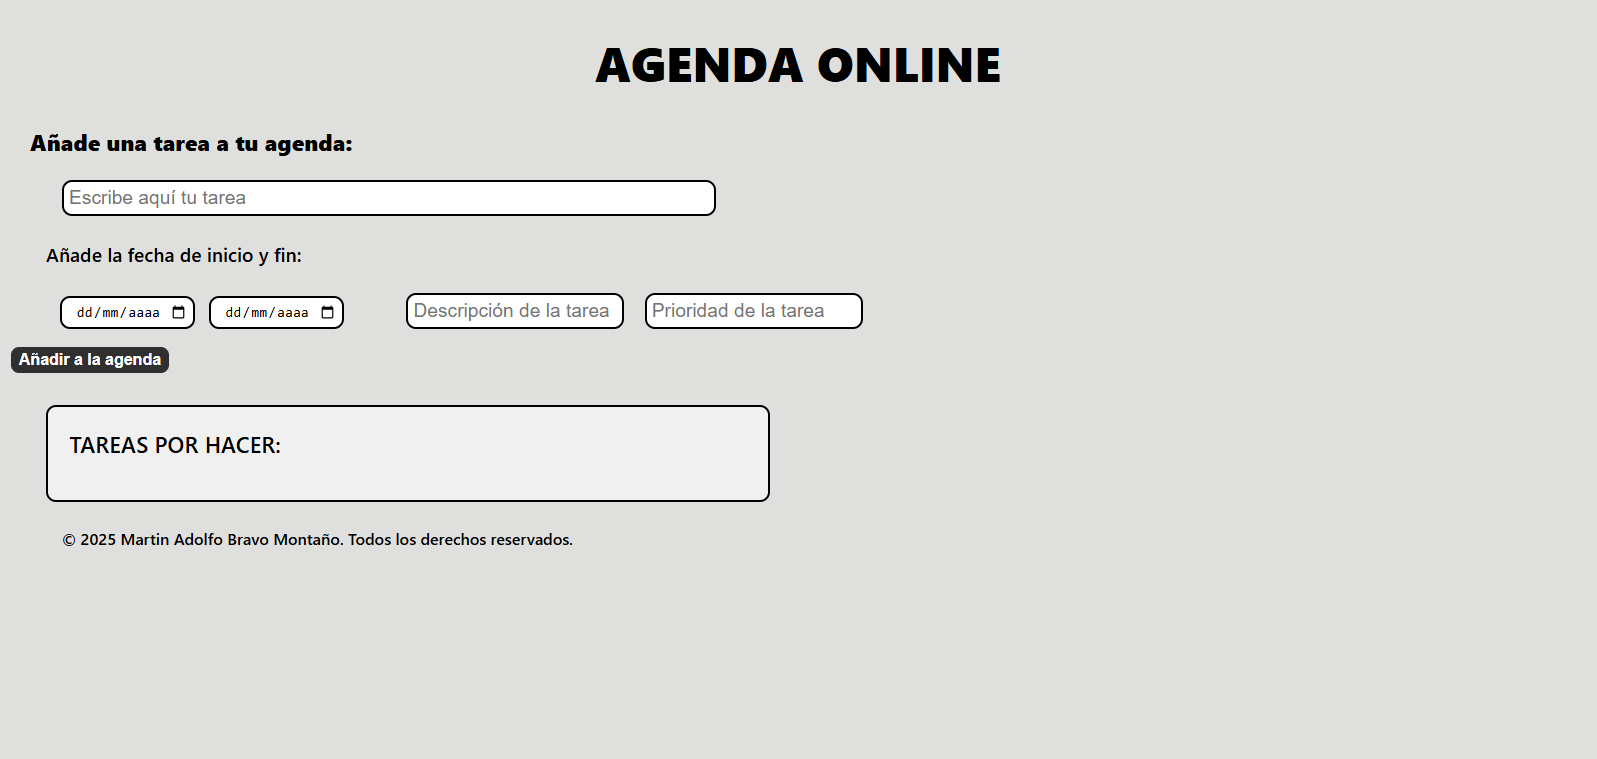 AGENDA ONLINE
Añade una tarea a tu agenda:
Escribe aquí tu tarea
Añade la fecha de inicio y fin:
dd/mm/aaaa dd/mm/aaaa Descripción de la tarea Prioridad de la tarea
Añadir a la agenda
TAREAS POR HACER:
© 2025 Martin Adolfo Bravo Montaño. Todos los derechos reservados.